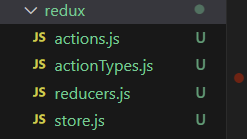 redux
JS actions.js U
JS actionTypes.js U
JS reducers.js U
JS store.js U